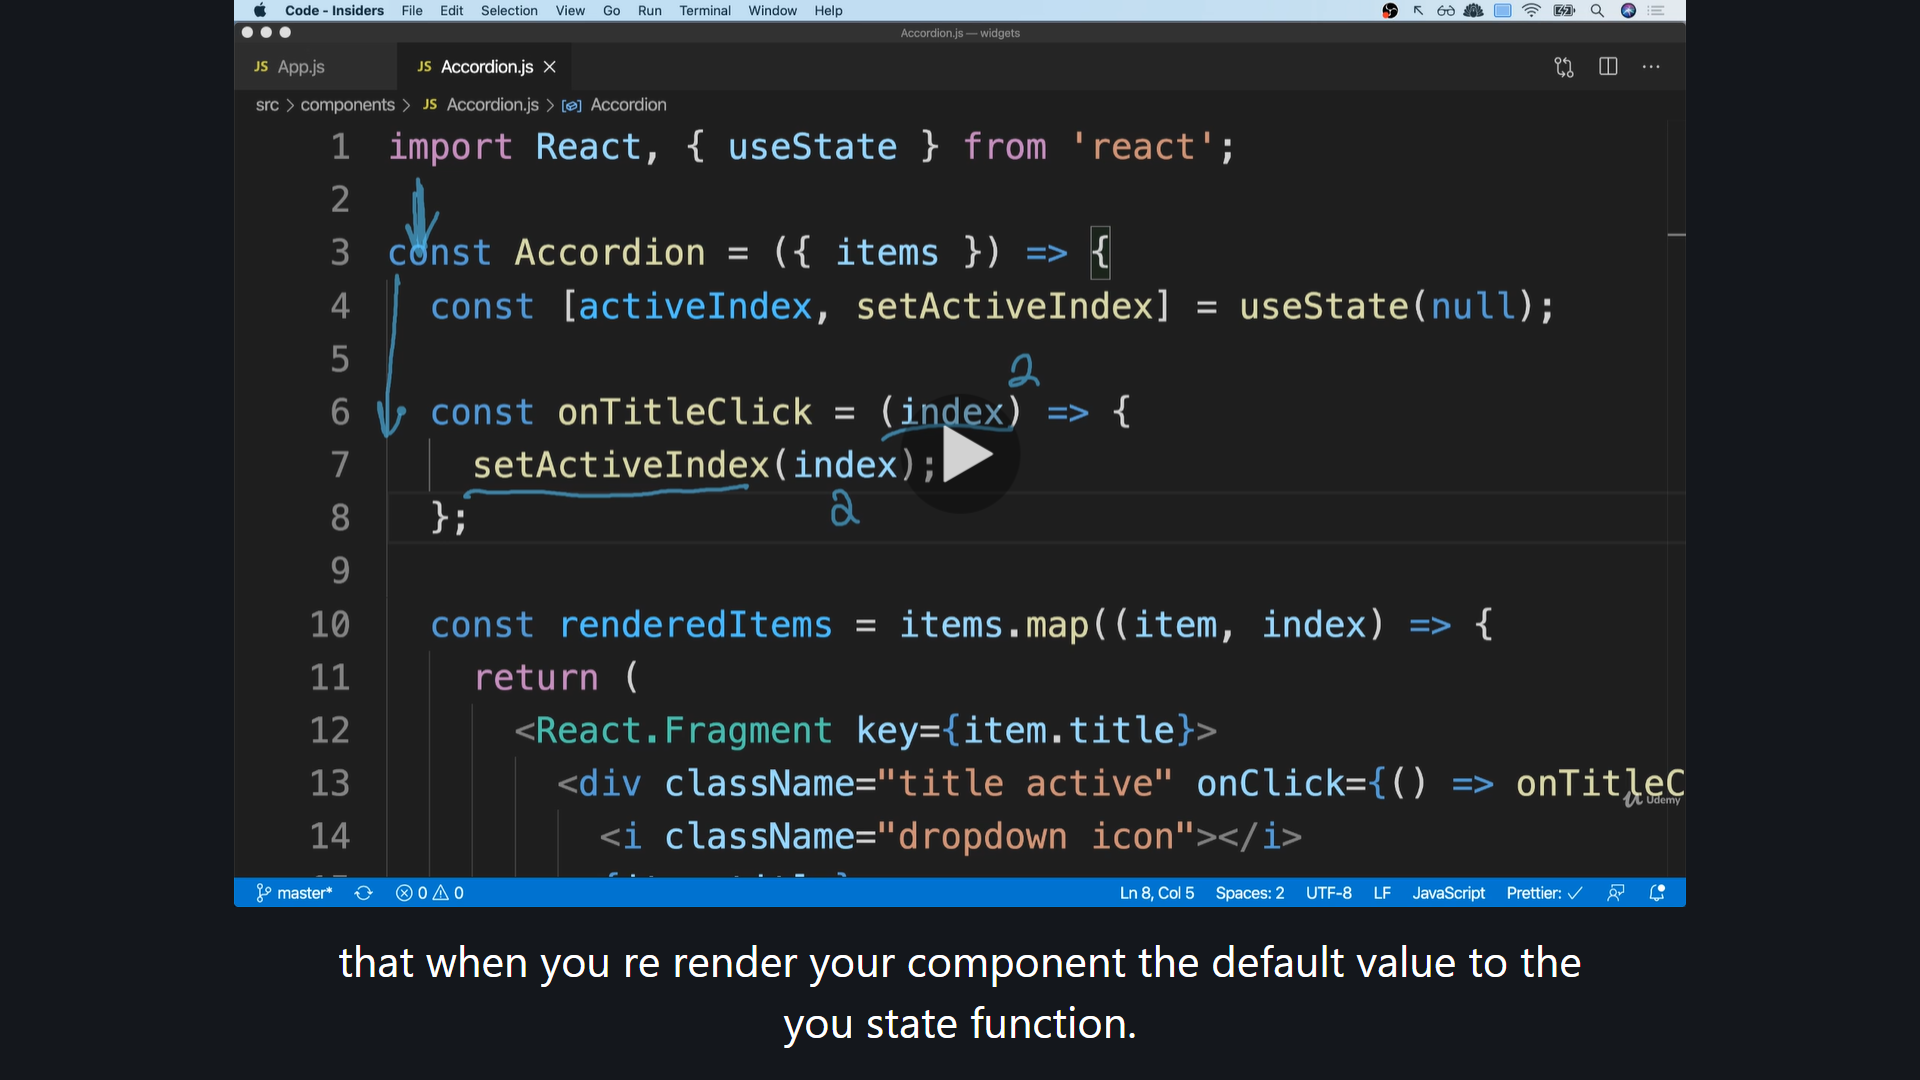 Code - Insiders File Edit Selection View Go Run Terminal Window Help
Accordion.js — widgets
JS App.js JS Accordion.js
src > components > JS Accordion.js > Accordion
1 import React, { useState } from 'react';
2
3 const Accordion = ({ items }) => {
4 const [activeIndex, setActiveIndex] = useState(null);
5
2
6 const onTitleClick = (index) => {
7 setActiveIndex(index);
2
8 };
9
10 const renderedItems = items.map((item, index) => {
11 return (
12 <React.Fragment key={item.title}>
13 <div className="title active" onClick={() => onTitleC
Udemy
14 <i className="dropdown icon"></i>
master* 0 0 Ln 8, Col 5 Spaces: 2 UTF-8 LF JavaScript Prettier: ✓
that when you re render your component the default value to the
you state function.